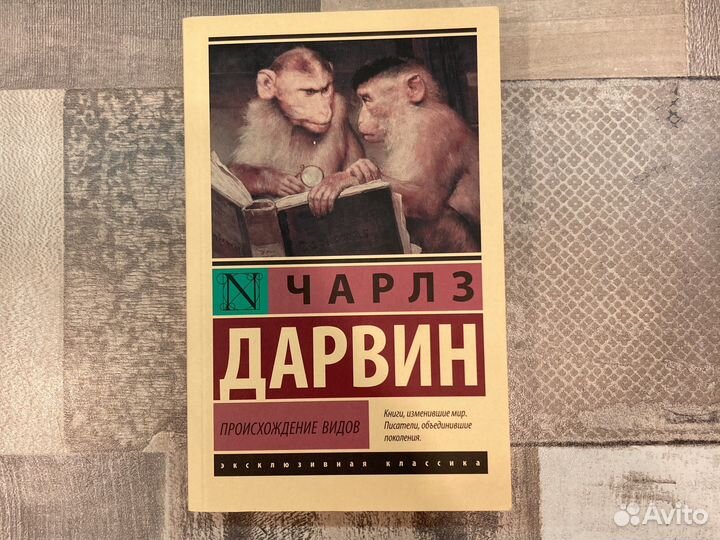 N ЧАРЛЗ
ДАРВИН
ПРОИСХОЖДЕНИЕ ВИДОВ
Книги, изменившие мир.
Писатели, объединившие
поколения.
эксклюзивная классика
Avito